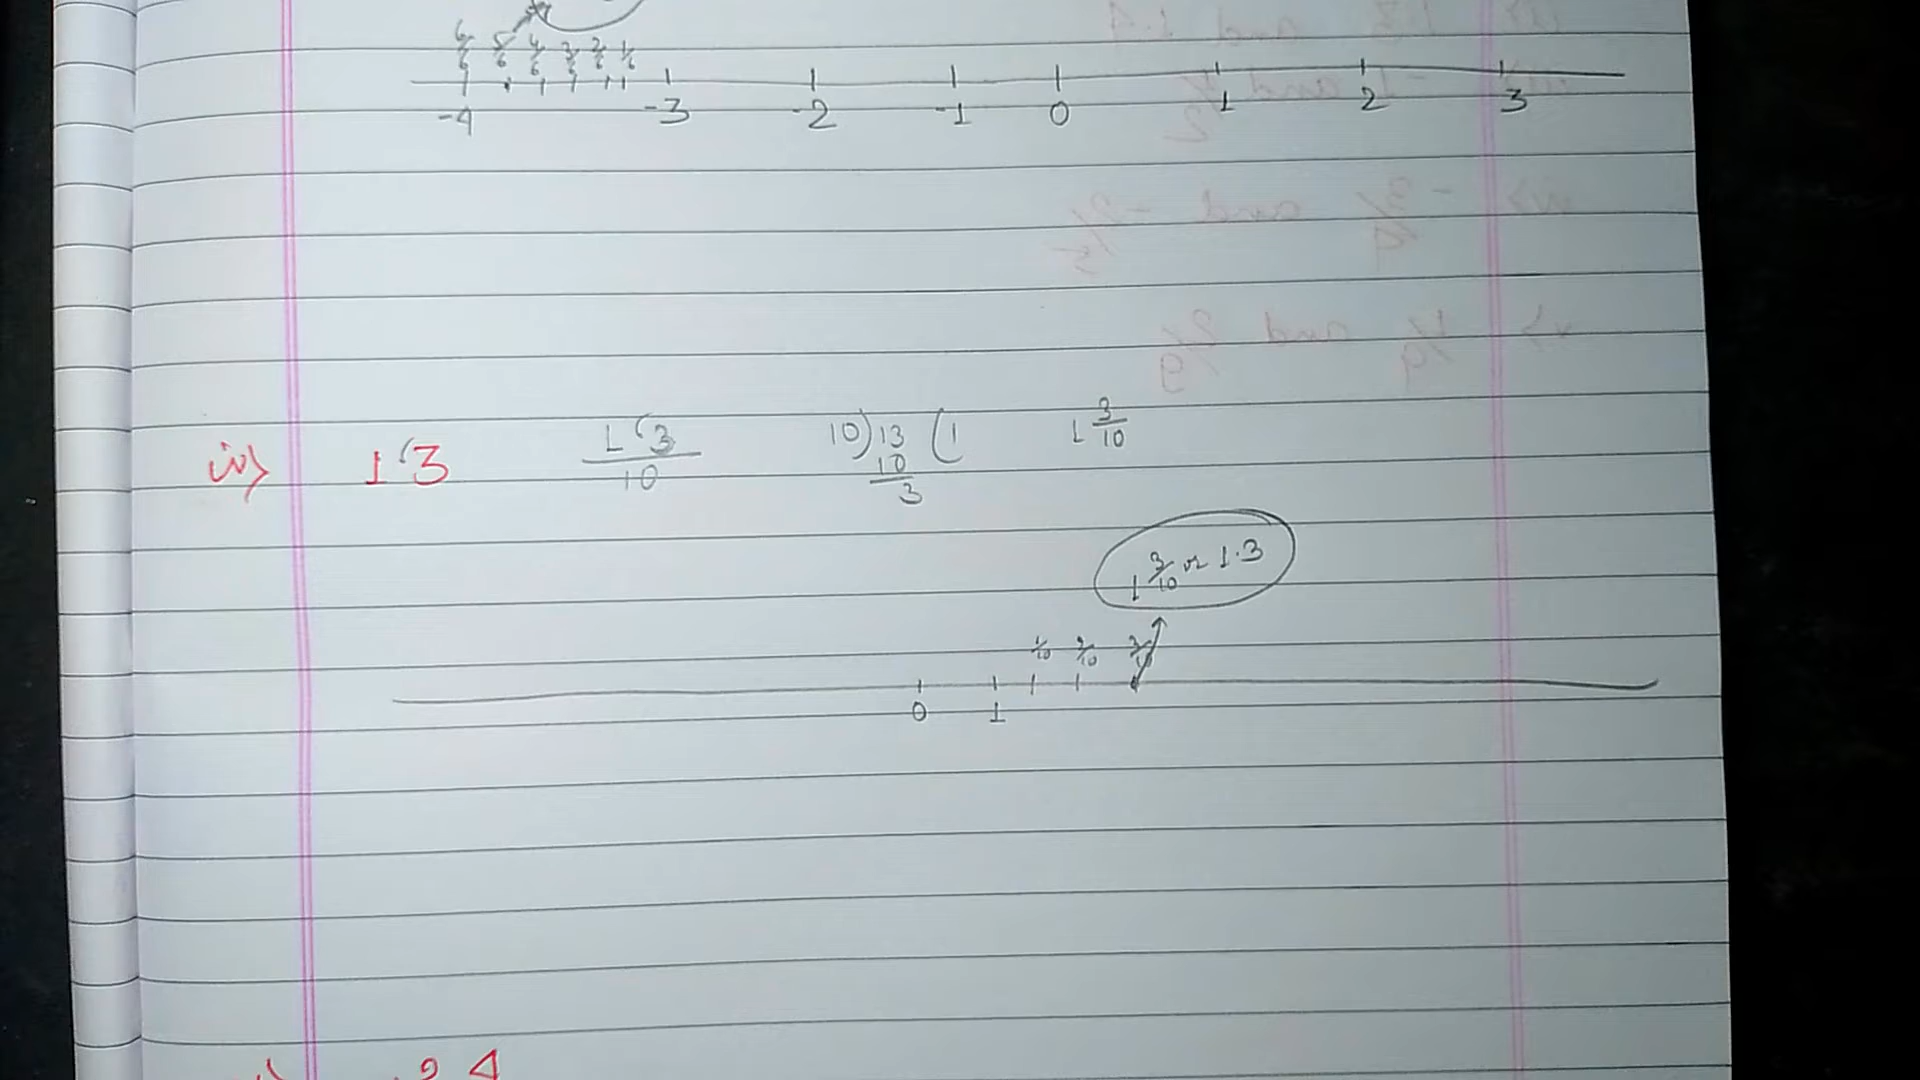 6/6 5/6 4/6 3/6 2/6 1/6
-4 -3 -2 -1 0 1 2 3
iv) 1.3 1.3/10 10)13(1 1 3/10
10
3
1 3/10 or 1.3
1/10 2/10 3/10
0 1